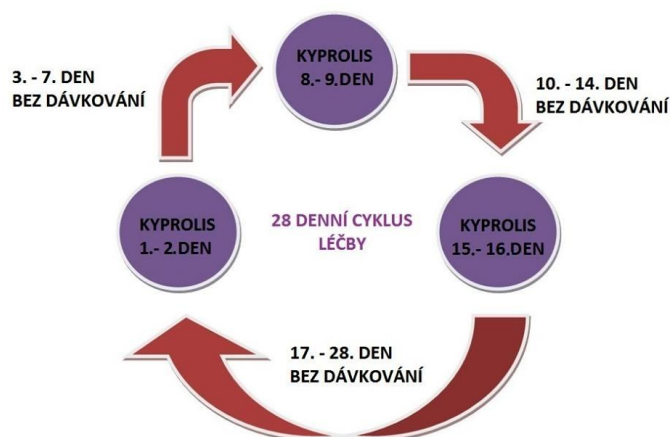 KYPROLIS
8.- 9.DEN
3. - 7. DEN
BEZ DÁVKOVÁNÍ
10. - 14. DEN
BEZ DÁVKOVÁNÍ
KYPROLIS
1.- 2.DEN
28 DENNÍ CYKLUS
LÉČBY
KYPROLIS
15.- 16.DEN
17. - 28. DEN
BEZ DÁVKOVÁNÍ